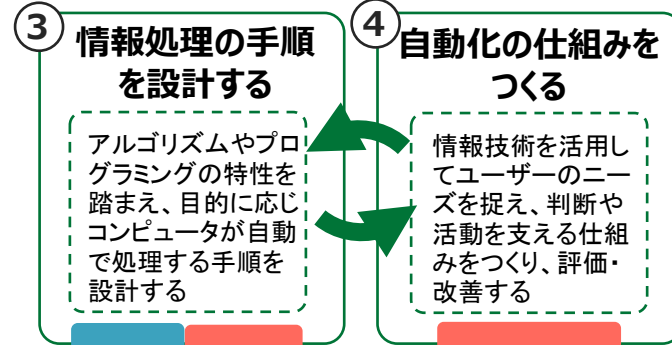 ③
情報処理の手順
を設計する
アルゴリズムやプロ
グラミングの特性を
踏まえ、目的に応じ
コンピュータが自動
で処理する手順を
設計する
④
自動化の仕組みを
つくる
情報技術を活用し
てユーザーのニー
ズを捉え、判断や
活動を支える仕組
みをつくり、評価・
改善する